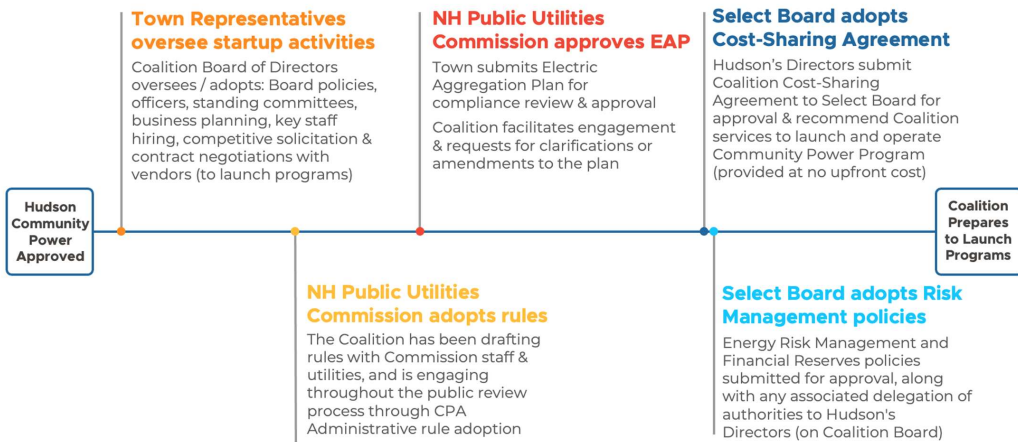 Town Representatives
oversee startup activities
Coalition Board of Directors
oversees / adopts: Board policies,
officers, standing committees,
business planning, key staff
hiring, competitive solicitation &
contract negotiations with
vendors (to launch programs)
NH Public Utilities
Commission approves EAP
Town submits Electric
Aggregation Plan for
compliance review & approval
Coalition facilitates engagement
& requests for clarifications or
amendments to the plan
Select Board adopts
Cost-Sharing Agreement
Hudson's Directors submit
Coalition Cost-Sharing
Agreement to Select Board for
approval & recommend Coalition
services to launch and operate
Community Power Program
(provided at no upfront cost)
Hudson
Community
Power
Approved
Coalition
Prepares
to Launch
Programs
NH Public Utilities
Commission adopts rules
The Coalition has been drafting
rules with Commission staff &
utilities, and is engaging
throughout the public review
process through CPA
Administrative rule adoption
Select Board adopts Risk
Management policies
Energy Risk Management and
Financial Reserves policies
submitted for approval, along
with any associated delegation of
authorities to Hudson's
Directors (on Coalition Board)